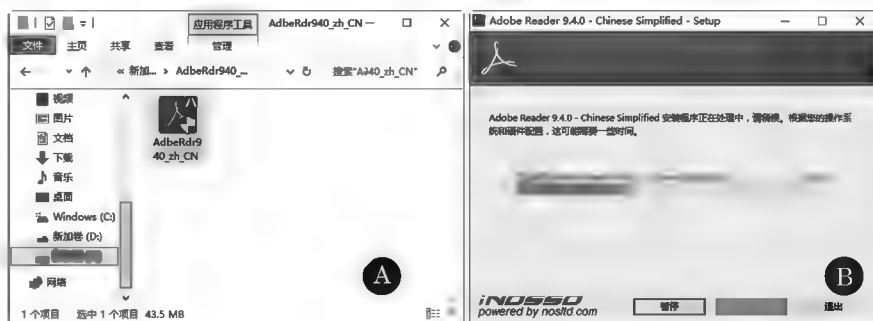 应用程序工具
AdbeRdr940_zh_CN
文件
主页
共享
查看
管理
« 新加... > AdbeRdr940_...
搜索"AJ40_zh_CN"
视频
图片
文档
下载
音乐
桌面
Windows (C:)
新加卷 (D:)
网络
AdbeRdr9
40_zh_CN
A
1 个项目
选中 1 个项目 43.5 MB
Adobe Reader 9.4.0 - Chinese Simplified - Setup
Adobe Reader 9.4.0 - Chinese Simplified 安装程序正在处理中，请稍候。根据您的操作系
统和硬件配置，这可能需要一些时间。
B
iNOSSO
powered by nosltd.com
暂停
退出